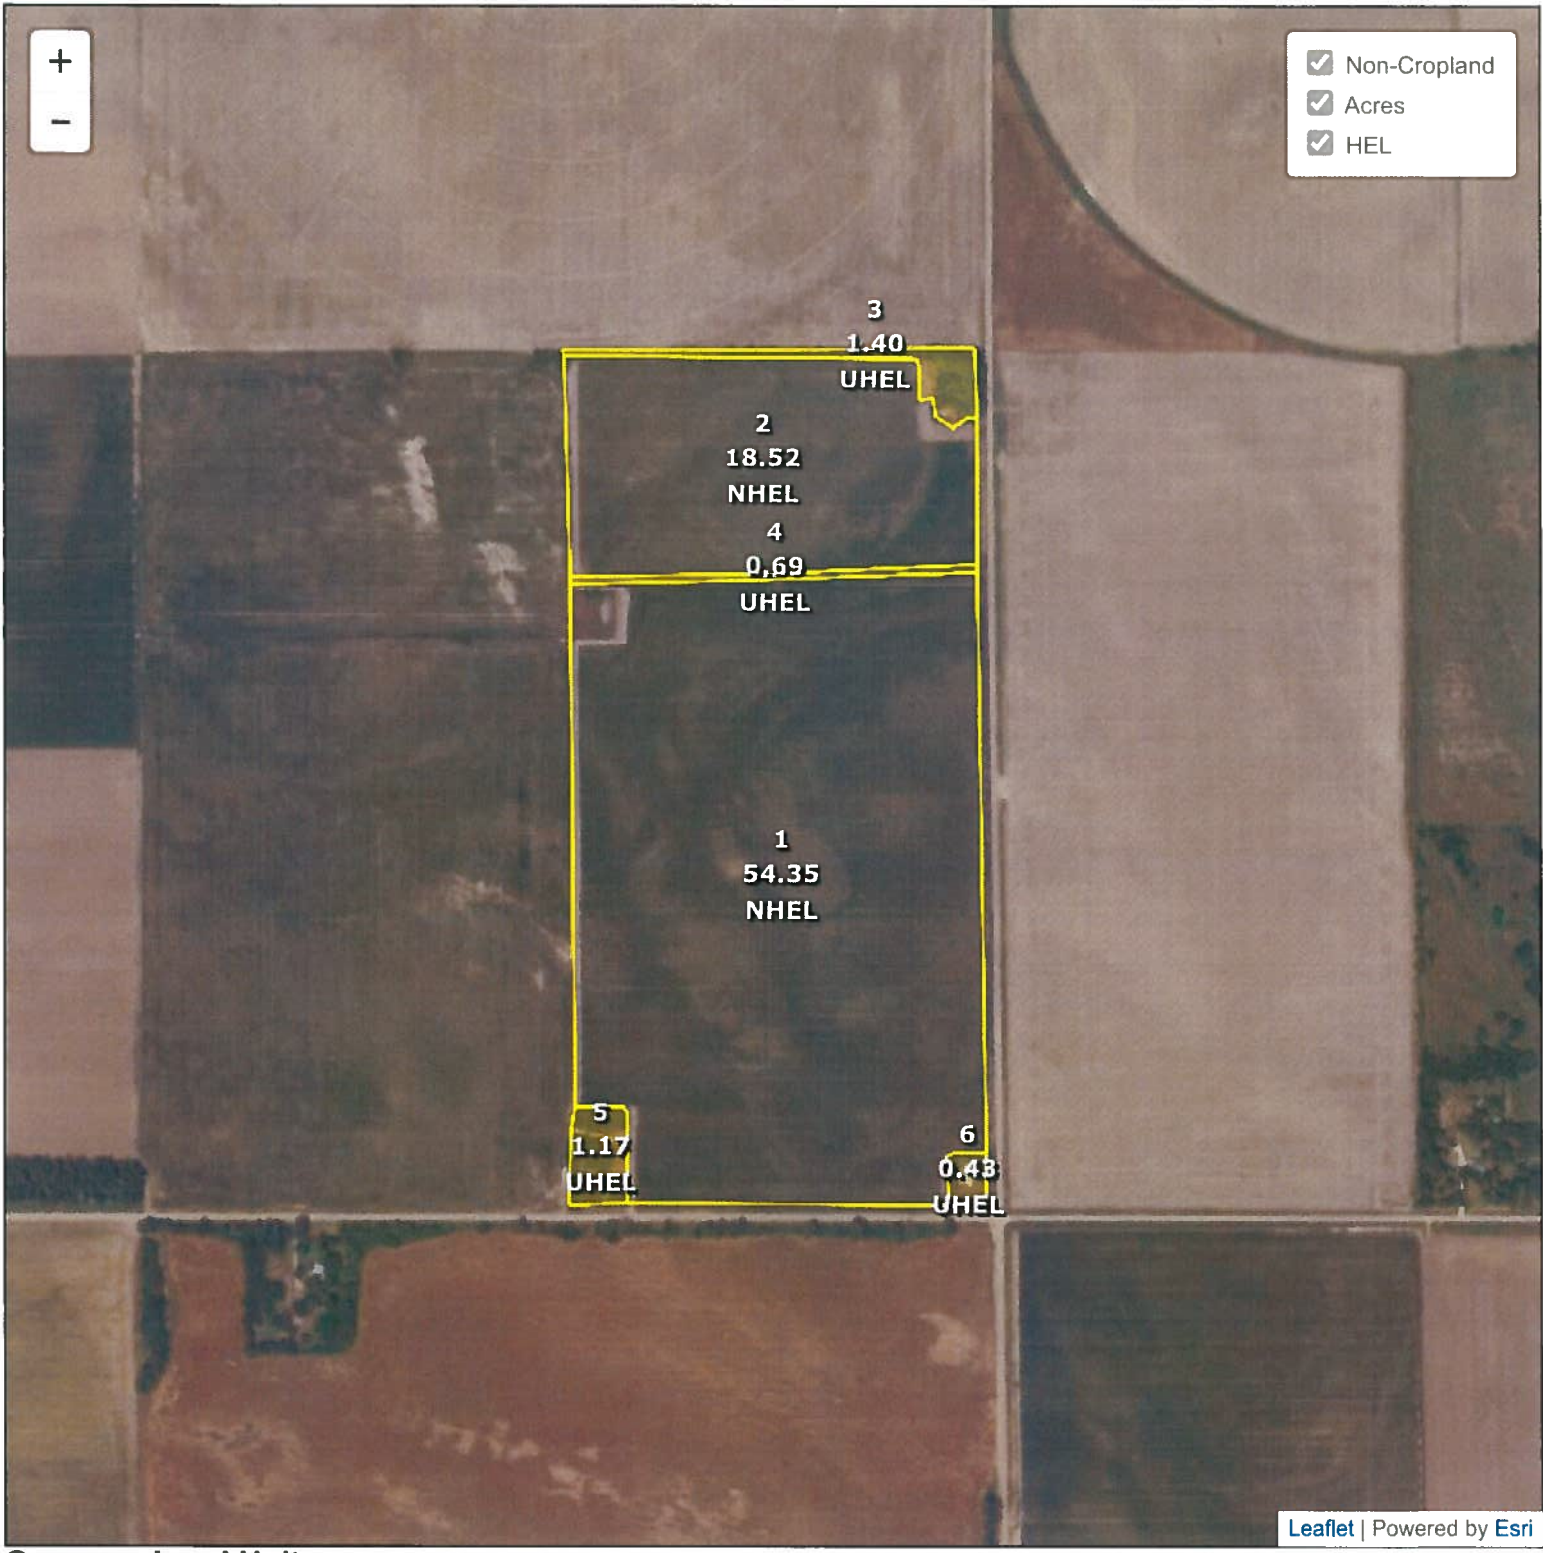 +
−
Non-Cropland
Acres
HEL
3
1.40
UHEL
2
18.52
NHEL
4
0.69
UHEL
1
54.35
NHEL
5
1.17
UHEL
6
0.43
UHEL
Leaflet | Powered by Esri